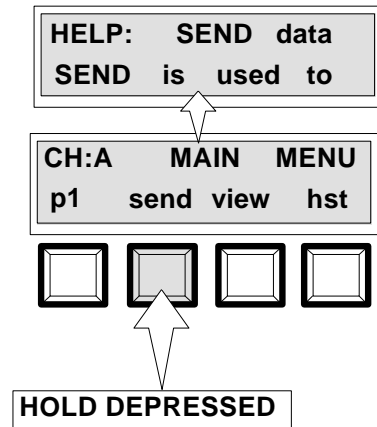 HELP: SEND data
SEND is used to
CH:A MAIN MENU
p1 send view hst
HOLD DEPRESSED